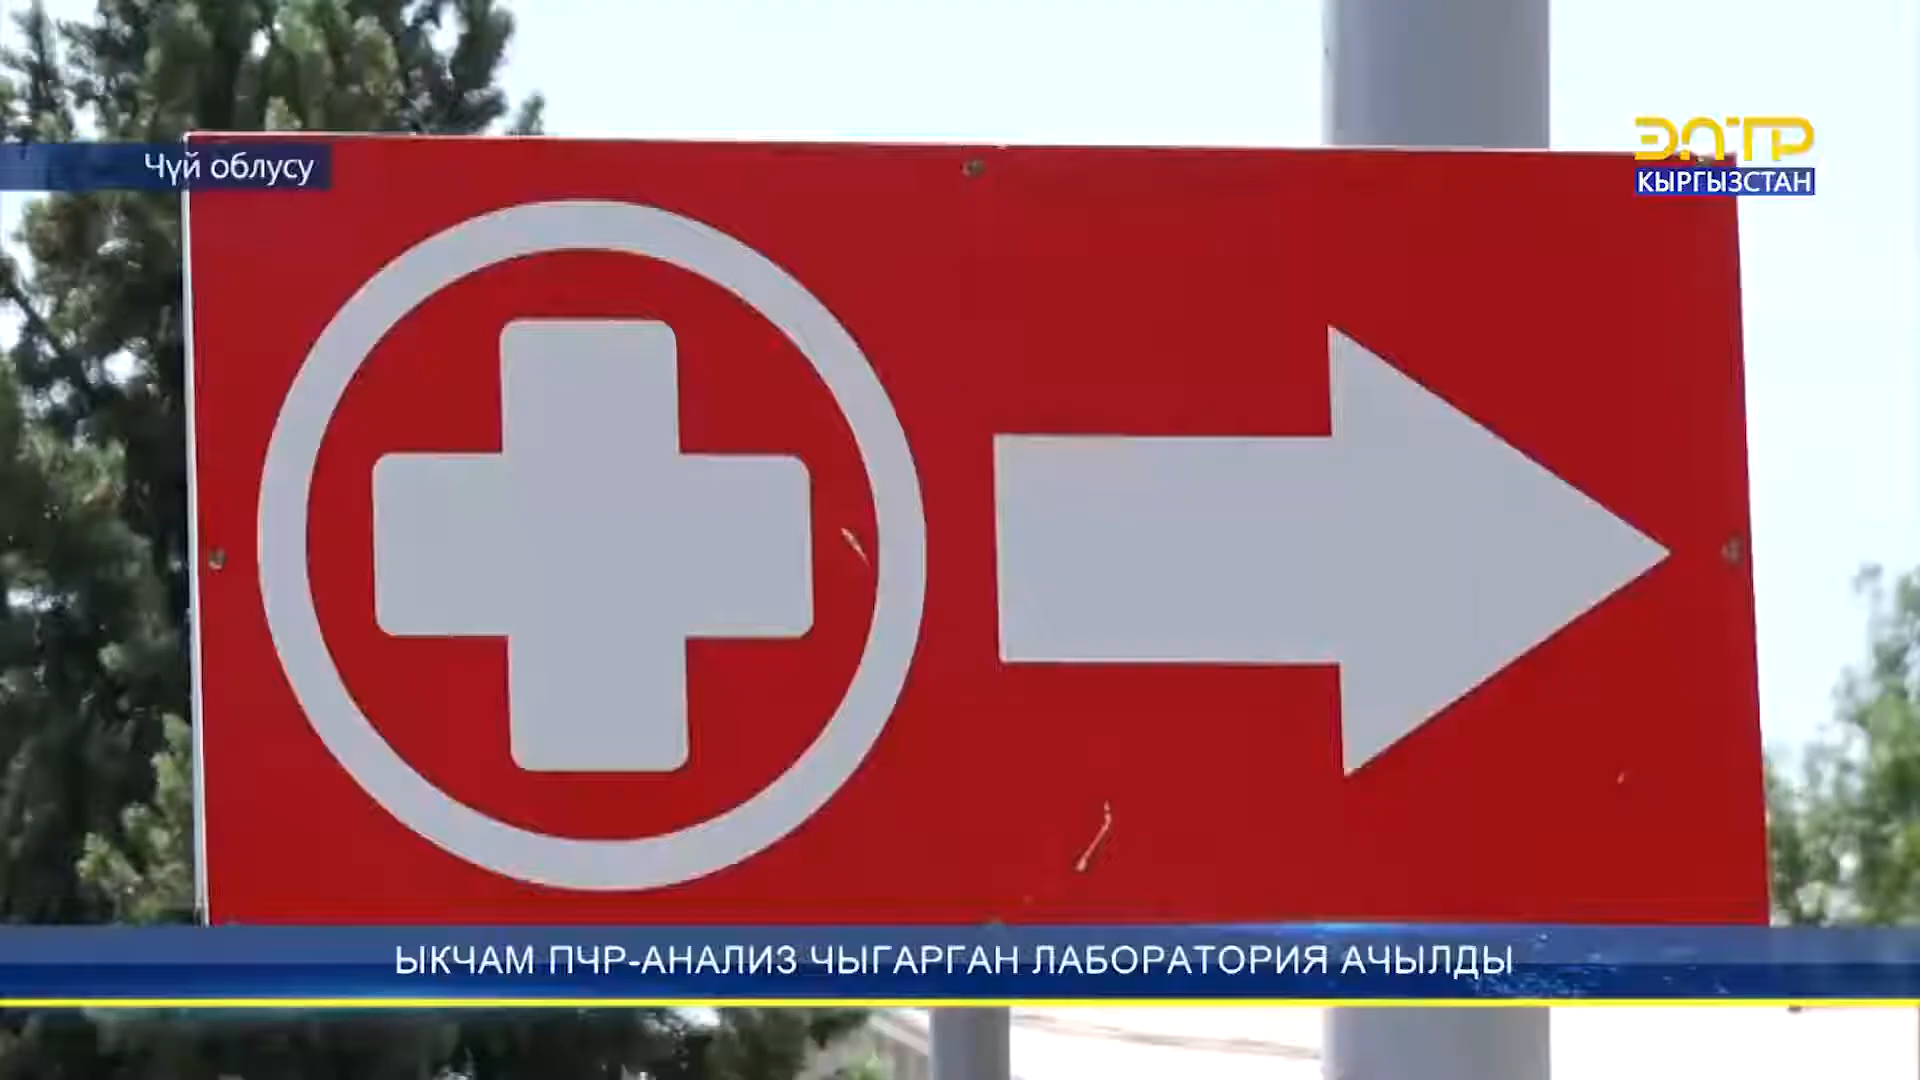 Чүй облусу
ЭЛТР
КЫРГЫЗСТАН
ЫКЧАМ ПЧР-АНАЛИЗ ЧЫГАРГАН ЛАБОРАТОРИЯ АЧЫЛДЫ